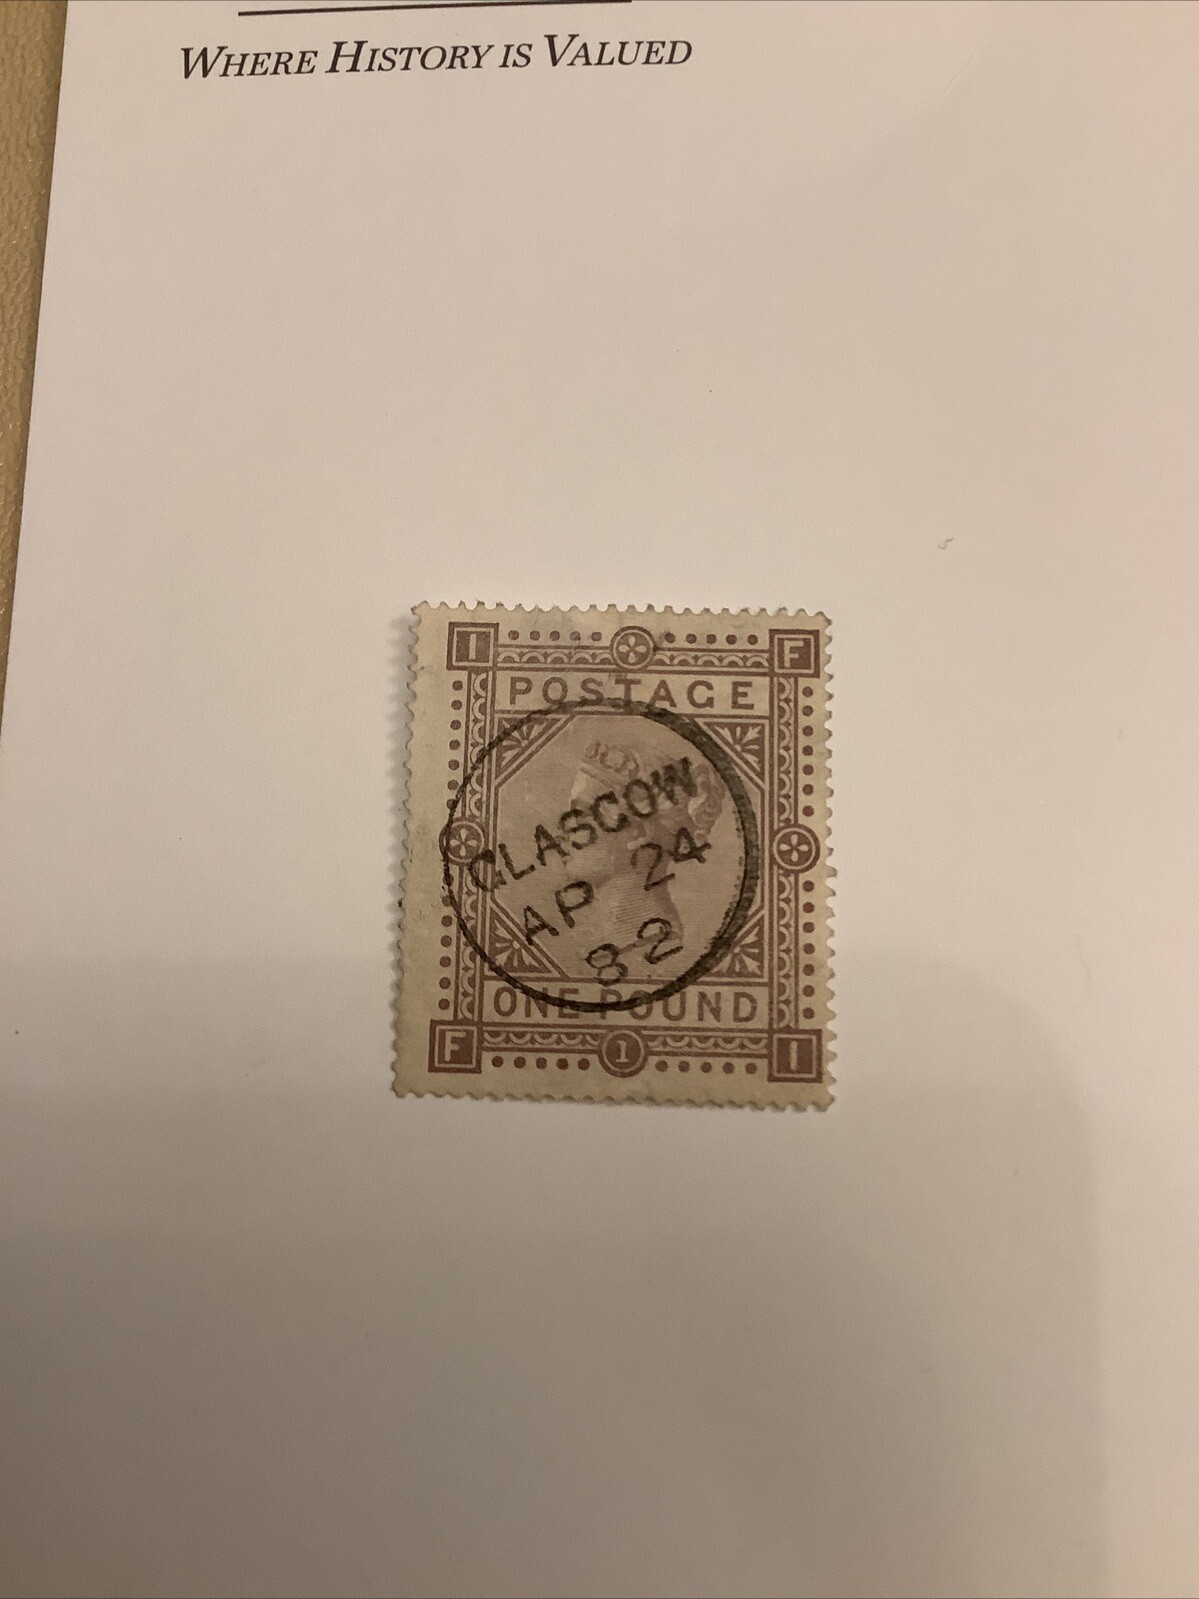 WHERE HISTORY IS VALUED
I F
POSTAGE
GLASCOW
AP 24
82
ONE POUND
F 1 I